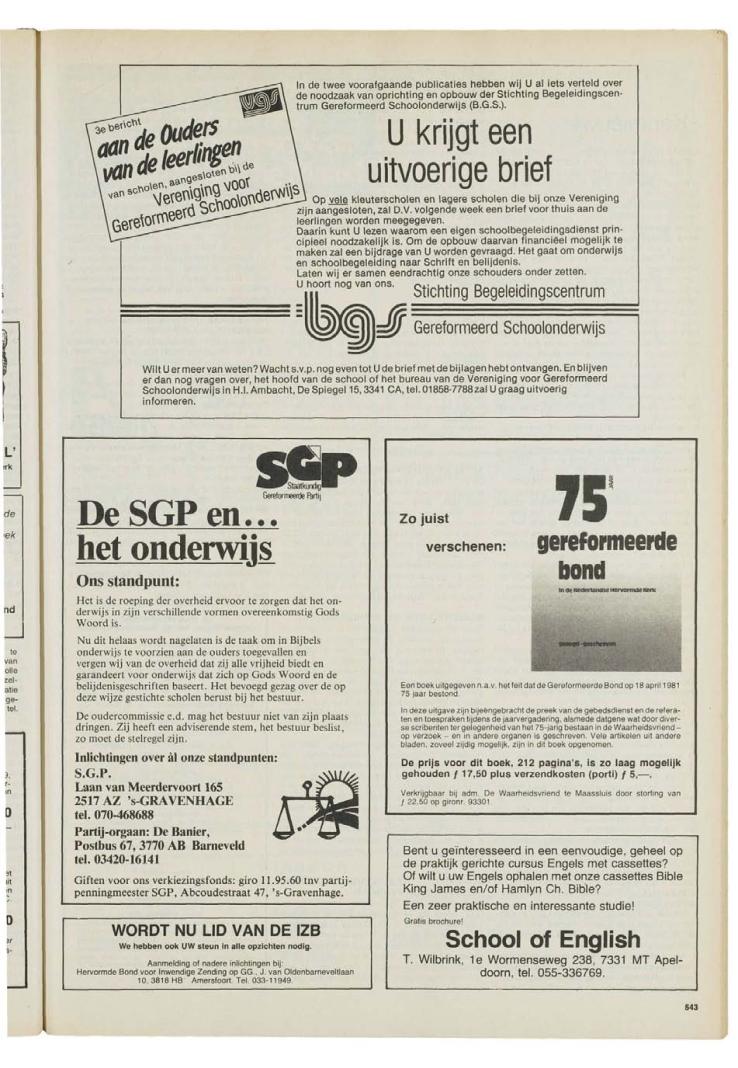 3e bericht
aan de Ouders
van de leerlingen
van scholen, aangesloten bij de
Vereniging voor
Gereformeerd Schoolonderwijs
vgs
In de twee voorafgaande publicaties hebben wij U al iets verteld over
de noodzaak van oprichting en opbouw der Stichting Begeleidingscen-
trum Gereformeerd Schoolonderwijs (B.G.S.).
U krijgt een
uitvoerige brief
Op vele kleuterscholen en lagere scholen die bij onze Vereniging
zijn aangesloten, zal D.V. volgende week een brief voor thuis aan de
leerlingen worden meegegeven.
Daarin kunt U lezen waarom een eigen schoolbegeleidingsdienst prin-
cipieel noodzakelijk is. Om de opbouw daarvan financiëel mogelijk te
maken zal een bijdrage van U worden gevraagd. Het gaat om onderwijs
en schoolbegeleiding naar Schrift en belijdenis.
Laten wij er samen eendrachtig onze schouders onder zetten.
U hoort nog van ons.
Stichting Begeleidingscentrum
bgs
Gereformeerd Schoolonderwijs
Wilt U er meer van weten? Wacht s.v.p. nog even tot U de brief met de bijlagen hebt ontvangen. En blijven
er dan nog vragen over, het hoofd van de school of het bureau van de Vereniging voor Gereformeerd
Schoolonderwijs in H.I. Ambacht, De Spiegel 15, 3341 CA, tel. 01858-7788 zal U graag uitvoerig
informeren.
SGP
Staatkundig
Gereformeerde Partij
De SGP en...
het onderwijs
Ons standpunt:
Het is de roeping der overheid ervoor te zorgen dat het on-
derwijs in zijn verschillende vormen overeenkomstig Gods
Woord is.
Nu dit helaas wordt nagelaten is de taak om in Bijbels
onderwijs te voorzien aan de ouders toegevallen en
vergen wij van de overheid dat zij alle vrijheid biedt en
garandeert voor onderwijs dat zich op Gods Woord en de
belijdenisgeschriften baseert. Het bevoegd gezag over de op
deze wijze gestichte scholen berust bij het bestuur.
De oudercommissie e.d. mag het bestuur niet van zijn plaats
dringen. Zij heeft een adviserende stem, het bestuur beslist,
zo moet de stelregel zijn.
Inlichtingen over àl onze standpunten:
S.G.P.
Laan van Meerdervoort 165
2517 AZ 's-GRAVENHAGE
tel. 070-468688
Partij-orgaan: De Banier,
Postbus 67, 3770 AB Barneveld
tel. 03420-16141
Giften voor ons verkiezingsfonds: giro 11.95.60 tnv partij-
penningmeester SGP, Abcoudestraat 47, 's-Gravenhage.
WORDT NU LID VAN DE IZB
We hebben ook UW steun in alle opzichten nodig.
Aanmelding of nadere inlichtingen bij:
Hervormde Bond voor Inwendige Zending op GG., J. van Oldenbarneveltlaan
10, 3818 HB Amersfoort. Tel. 033-11949.
Zo juist
verschenen:
75 JAAR
gereformeerde
bond
in de Nederlandse Hervormde Kerk
Een boek uitgegeven n.a.v. het feit dat de Gereformeerde Bond op 18 april 1981
75 jaar bestond.
In deze uitgave zijn bijeengebracht de preek van de gebedsdienst en de refera-
ten en toespraken tijdens de jaarvergadering, alsmede datgene wat door diver-
se scribenten ter gelegenheid van het 75-jarig bestaan in de Waarheidsvriend –
op verzoek – en in andere organen is geschreven. Vele artikelen uit andere
bladen, zoveel zijdig mogelijk, zijn in dit boek opgenomen.
De prijs voor dit boek, 212 pagina's, is zo laag mogelijk
gehouden ƒ 17,50 plus verzendkosten (porti) ƒ 5,—.
Verkrijgbaar bij adm. De Waarheidsvriend te Maassluis door storting van
ƒ 22,50 op gironr. 93301.
Bent u geïnteresseerd in een eenvoudige, geheel op
de praktijk gerichte cursus Engels met cassettes?
Of wilt u uw Engels ophalen met onze cassettes Bible
King James en/of Hamlyn Ch. Bible?
Een zeer praktische en interessante studie!
Gratis brochure!
School of English
T. Wilbrink, 1e Wormenseweg 238, 7331 MT Apel-
doorn, tel. 055-336769.
543